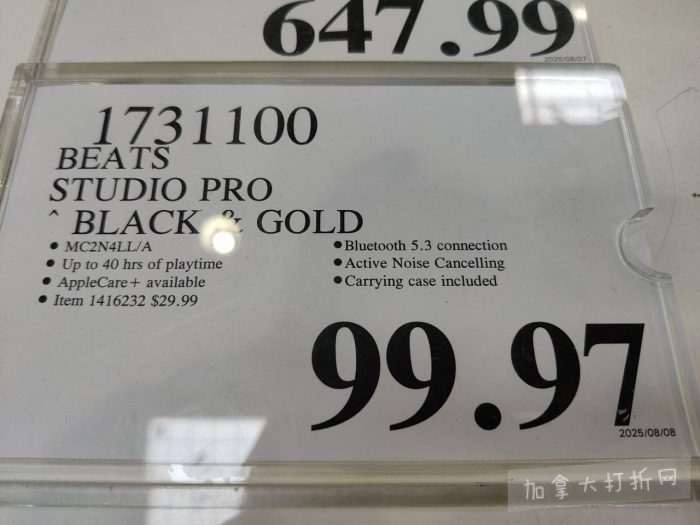 647.99
2025/08/07
1731100
BEATS
STUDIO PRO
^ BLACK & GOLD
● MC2N4LL/A
● Up to 40 hrs of playtime
● AppleCare+ available
● Item 1416232 $29.99
● Bluetooth 5.3 connection
● Active Noise Cancelling
● Carrying case included
99.97
2025/08/08
加拿大打折网